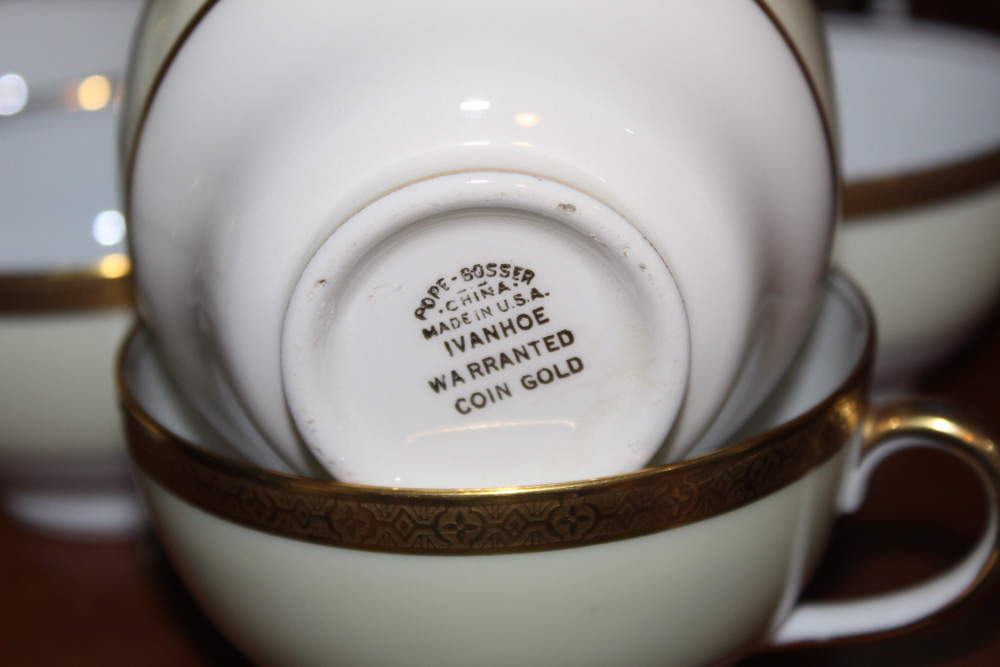 POPE-GOSSER
- -
.CHINA.
MADE IN U.S.A.
IVANHOE
WARRANTED
COIN GOLD